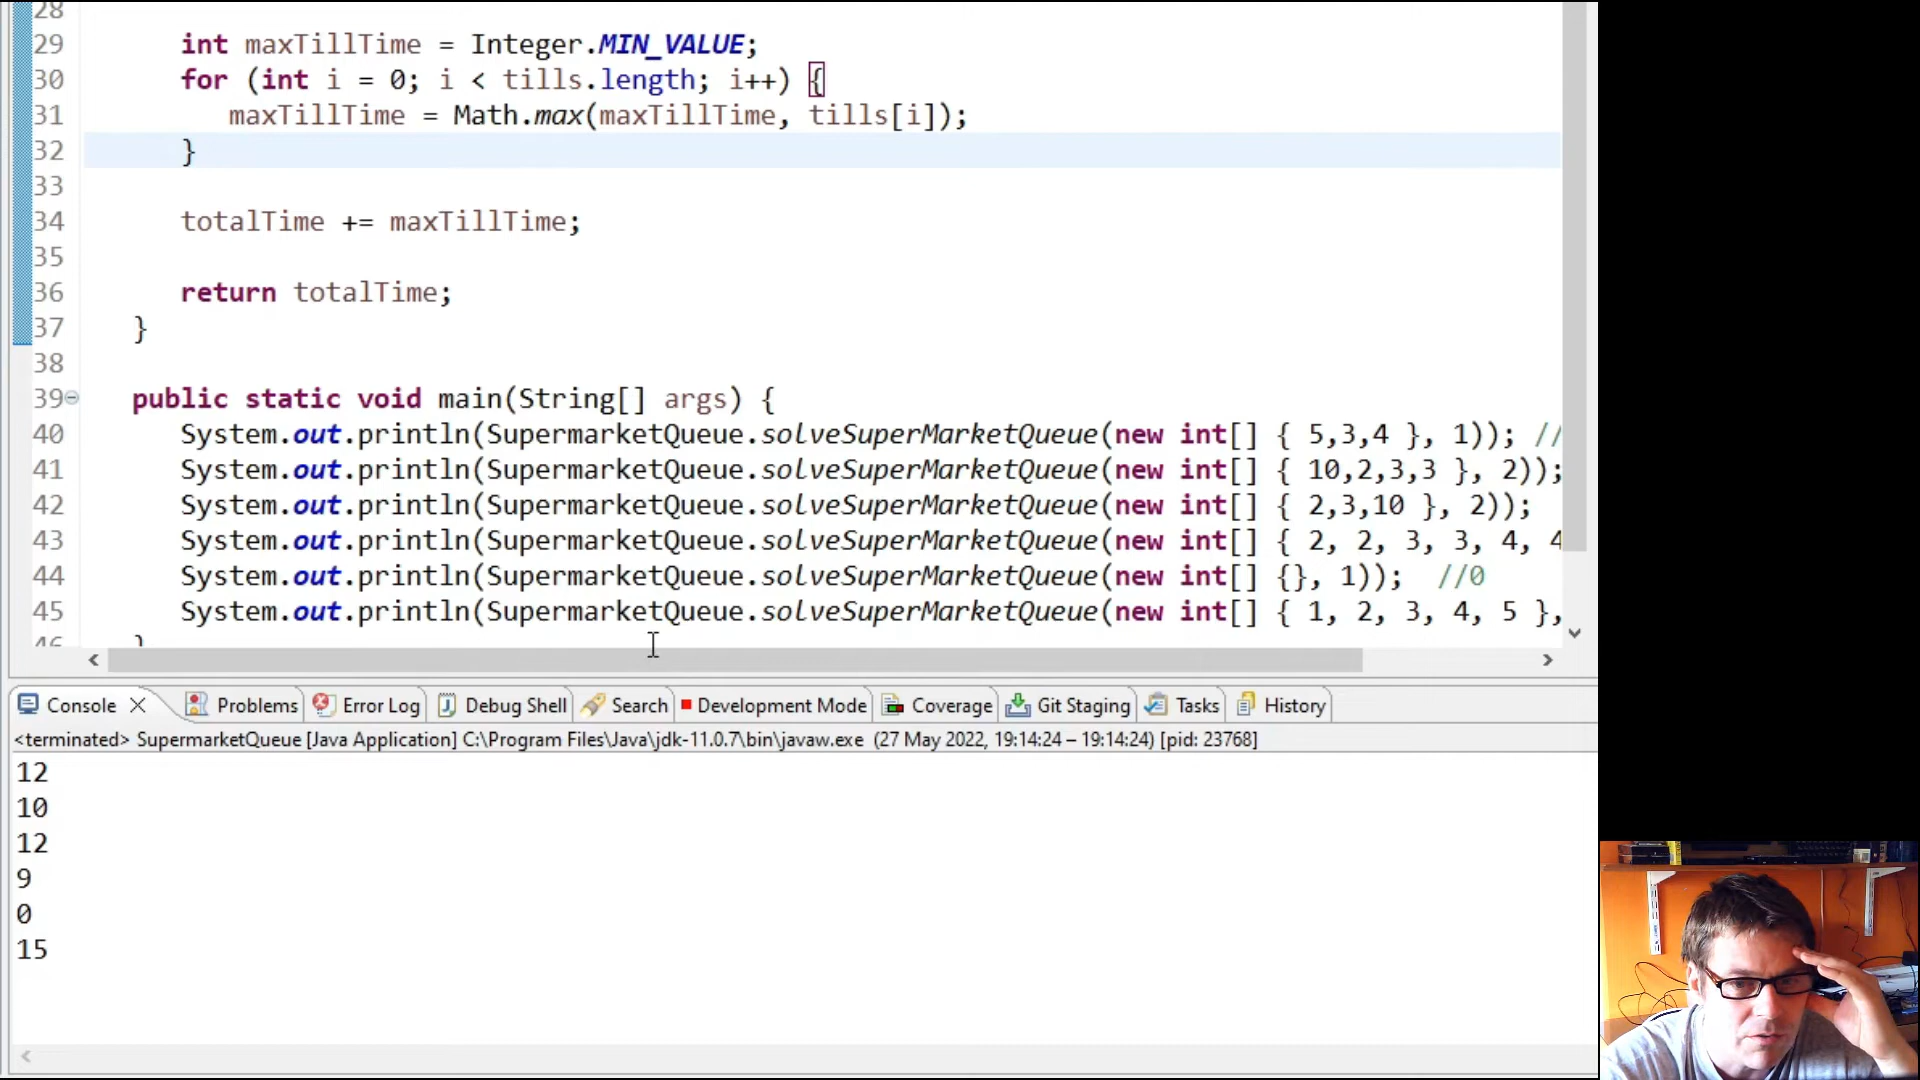 28
29 int maxTillTime = Integer.MIN_VALUE;
30 for (int i = 0; i < tills.length; i++) {
31 maxTillTime = Math.max(maxTillTime, tills[i]);
32 }
33
34 totalTime += maxTillTime;
35
36 return totalTime;
37 }
38
39 public static void main(String[] args) {
40 System.out.println(SupermarketQueue.solveSuperMarketQueue(new int[] { 5,3,4 }, 1)); //
41 System.out.println(SupermarketQueue.solveSuperMarketQueue(new int[] { 10,2,3,3 }, 2));
42 System.out.println(SupermarketQueue.solveSuperMarketQueue(new int[] { 2,3,10 }, 2));
43 System.out.println(SupermarketQueue.solveSuperMarketQueue(new int[] { 2, 2, 3, 3, 4, 4
44 System.out.println(SupermarketQueue.solveSuperMarketQueue(new int[] {}, 1)); //0
45 System.out.println(SupermarketQueue.solveSuperMarketQueue(new int[] { 1, 2, 3, 4, 5 },
46 }
Console Problems Error Log Debug Shell Search Development Mode Coverage Git Staging Tasks History
<terminated> SupermarketQueue [Java Application] C:\Program Files\Java\jdk-11.0.7\bin\javaw.exe (27 May 2022, 19:14:24 – 19:14:24) [pid: 23768]
12
10
12
9
0
15